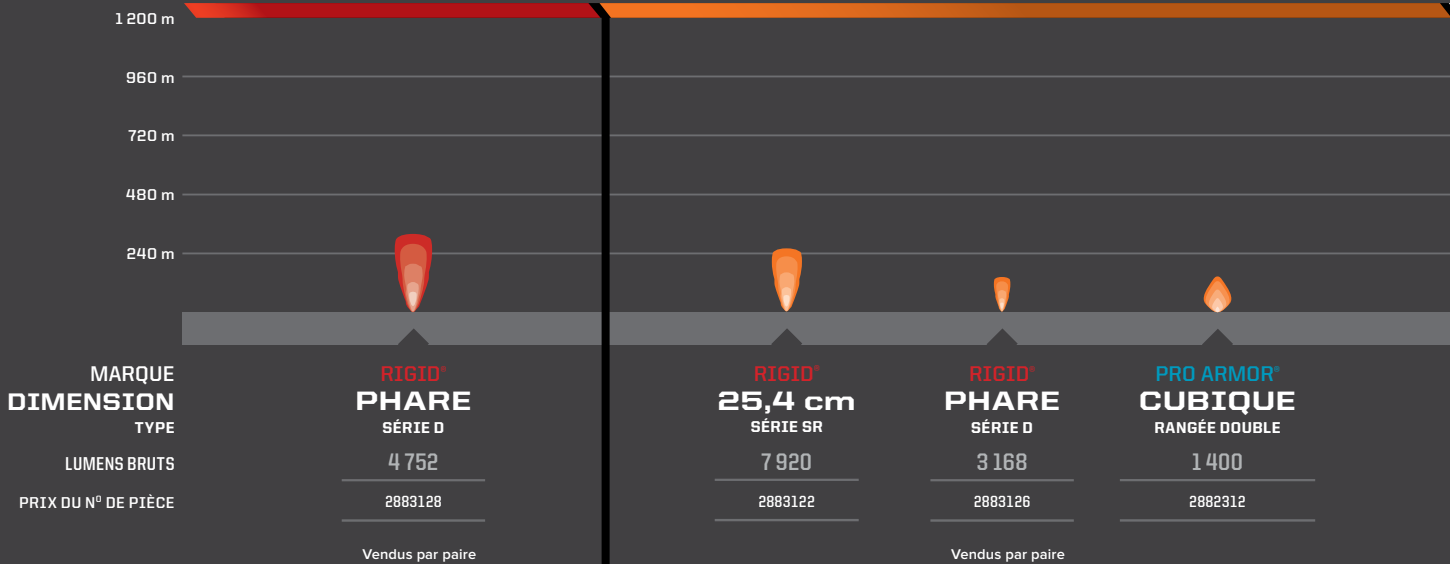 1 200 m
960 m
720 m
480 m
240 m
MARQUE
DIMENSION
TYPE
LUMENS BRUTS
PRIX DU Nº DE PIÈCE
RIGID®
PHARE
SÉRIE D
4 752
2883128
Vendus par paire
RIGID®
25,4 cm
SÉRIE SR
7 920
2883122
RIGID®
PHARE
SÉRIE D
3 168
2883126
Vendus par paire
PRO ARMOR®
CUBIQUE
RANGÉE DOUBLE
1 400
2882312